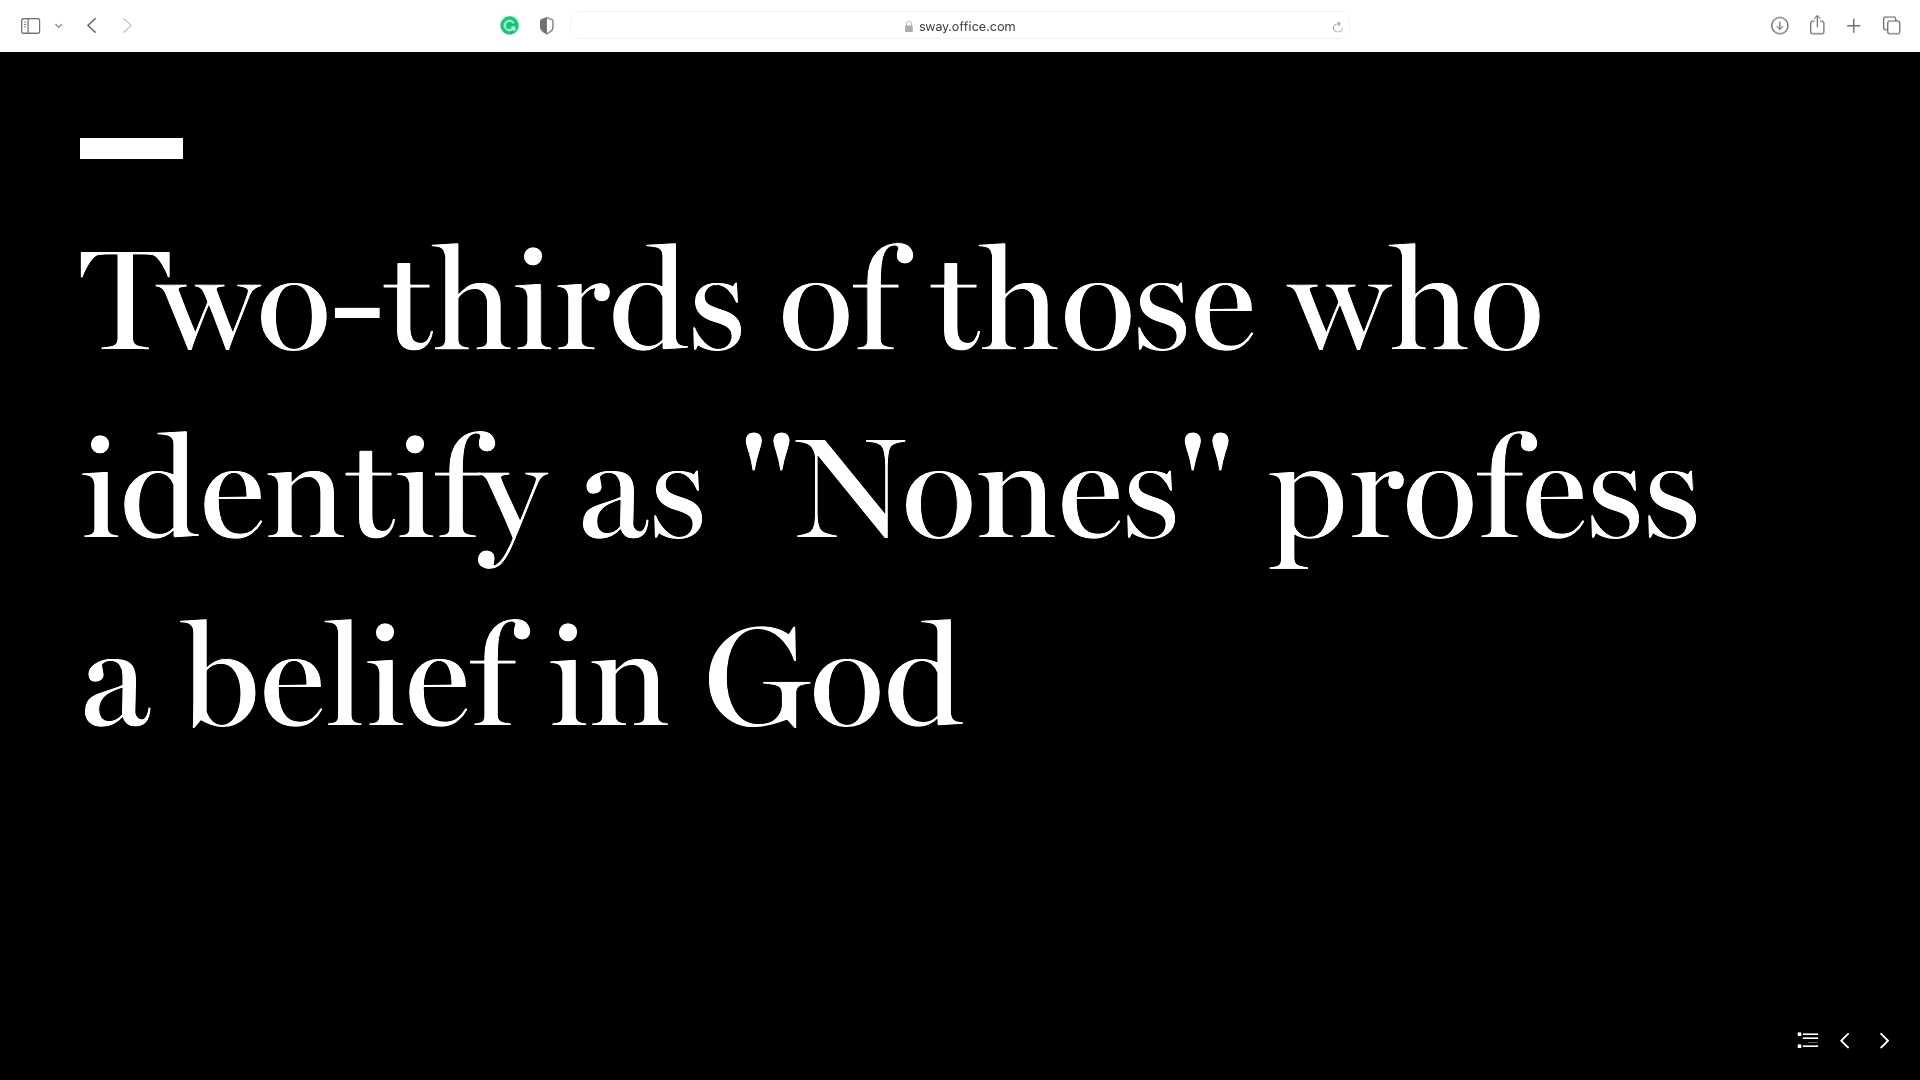 sway.office.com
Two-thirds of those who
identify as "Nones" profess
a belief in God